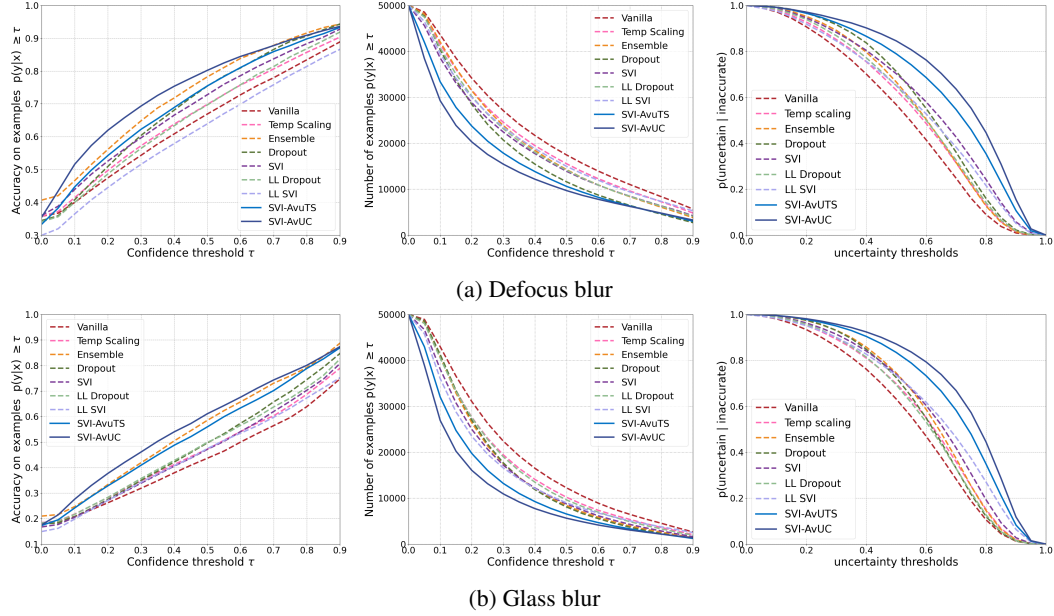 Accuracy on examples p(y|x) ≥ τ
1.0
0.9
0.8
0.7
0.6
0.5
0.4
0.3
0.0 0.1 0.2 0.3 0.4 0.5 0.6 0.7 0.8 0.9
Confidence threshold τ
Vanilla
Temp Scaling
Ensemble
Dropout
SVI
LL Dropout
LL SVI
SVI-AvUTS
SVI-AvUC
Number of examples p(y|x) ≥ τ
50000
40000
30000
20000
10000
0
0.0 0.1 0.2 0.3 0.4 0.5 0.6 0.7 0.8 0.9
Confidence threshold τ
Vanilla
Temp Scaling
Ensemble
Dropout
SVI
LL Dropout
LL SVI
SVI-AvuTS
SVI-AvUC
p(uncertain | inaccurate)
1.0
0.8
0.6
0.4
0.2
0.0
0.0 0.2 0.4 0.6 0.8 1.0
uncertainty thresholds
Vanilla
Temp scaling
Ensemble
Dropout
SVI
LL Dropout
LL SVI
SVI-AvUTS
SVI-AvUC
(a) Defocus blur
Accuracy on examples p(y|x) ≥ τ
1.0
0.9
0.8
0.7
0.6
0.5
0.4
0.3
0.2
0.1
0.0 0.1 0.2 0.3 0.4 0.5 0.6 0.7 0.8 0.9
Confidence threshold τ
Vanilla
Temp Scaling
Ensemble
Dropout
SVI
LL Dropout
LL SVI
SVI-AvuTS
SVI-AvUC
Number of examples p(y|x) ≥ τ
50000
40000
30000
20000
10000
0
0.0 0.1 0.2 0.3 0.4 0.5 0.6 0.7 0.8 0.9
Confidence threshold τ
Vanilla
Temp Scaling
Ensemble
Dropout
SVI
LL Dropout
LL SVI
SVI-AvuTS
SVI-AvUC
p(uncertain | inaccurate)
1.0
0.8
0.6
0.4
0.2
0.0
0.0 0.2 0.4 0.6 0.8 1.0
uncertainty thresholds
Vanilla
Temp scaling
Ensemble
Dropout
SVI
LL Dropout
LL SVI
SVI-AvUTS
SVI-AvUC
(b) Glass blur